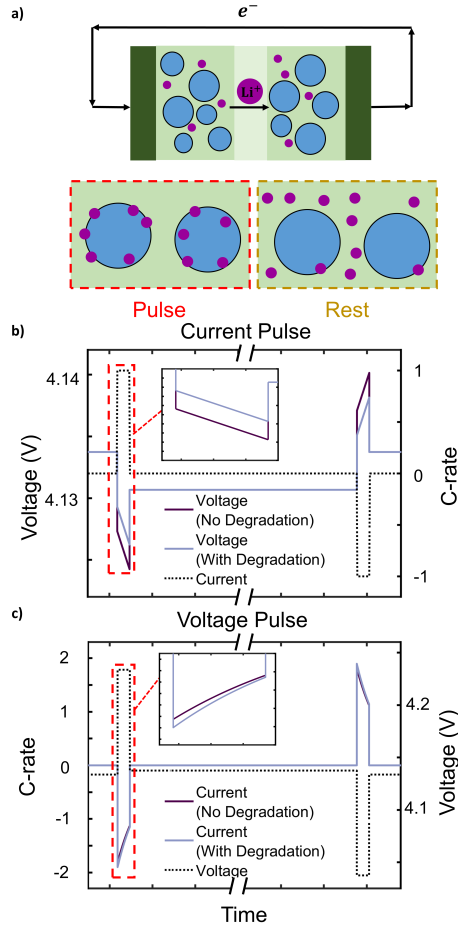 a)
e⁻
Li⁺
Pulse
Rest
b)
Current Pulse
4.14
4.13
Voltage (V)
1
0
-1
C-rate
Voltage
(No Degradation)
Voltage
(With Degradation)
Current
c)
Voltage Pulse
2
1
0
-1
-2
C-rate
4.2
4.1
Voltage (V)
Current
(No Degradation)
Current
(With Degradation)
Voltage
Time